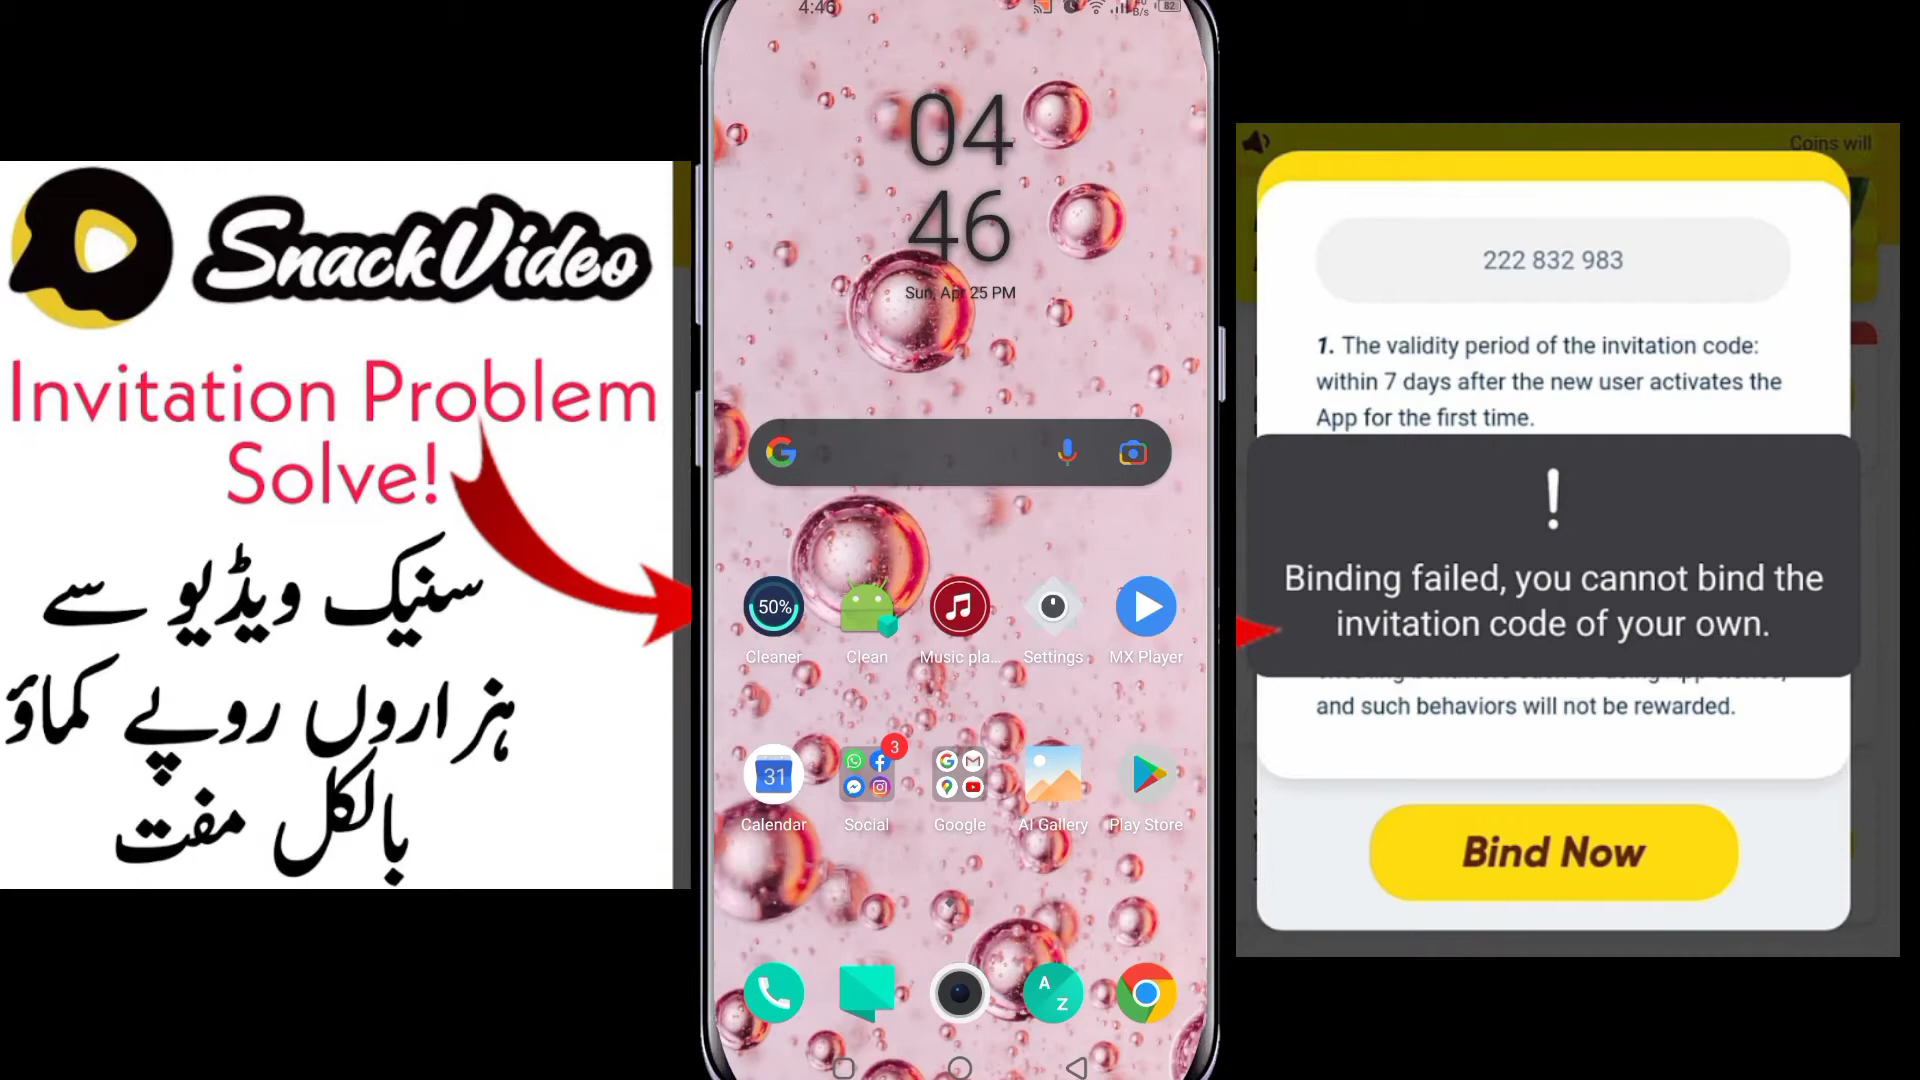 SnackVideo
Invitation Problem
Solve!
سنیک ویڈیو سے
ہزاروں روپے کماؤ
بالکل مفت
4:46
B/s
82
04
46
Sun, Apr 25 PM
50%
Cleaner
Clean
Music pla...
Settings
MX Player
31
3
Calendar
Social
Google
AI Gallery
Play Store
A
Z
Coins will
222 832 983
1. The validity period of the invitation code:
within 7 days after the new user activates the
App for the first time.
!
Binding failed, you cannot bind the
invitation code of your own.
and such behaviors will not be rewarded.
Bind Now